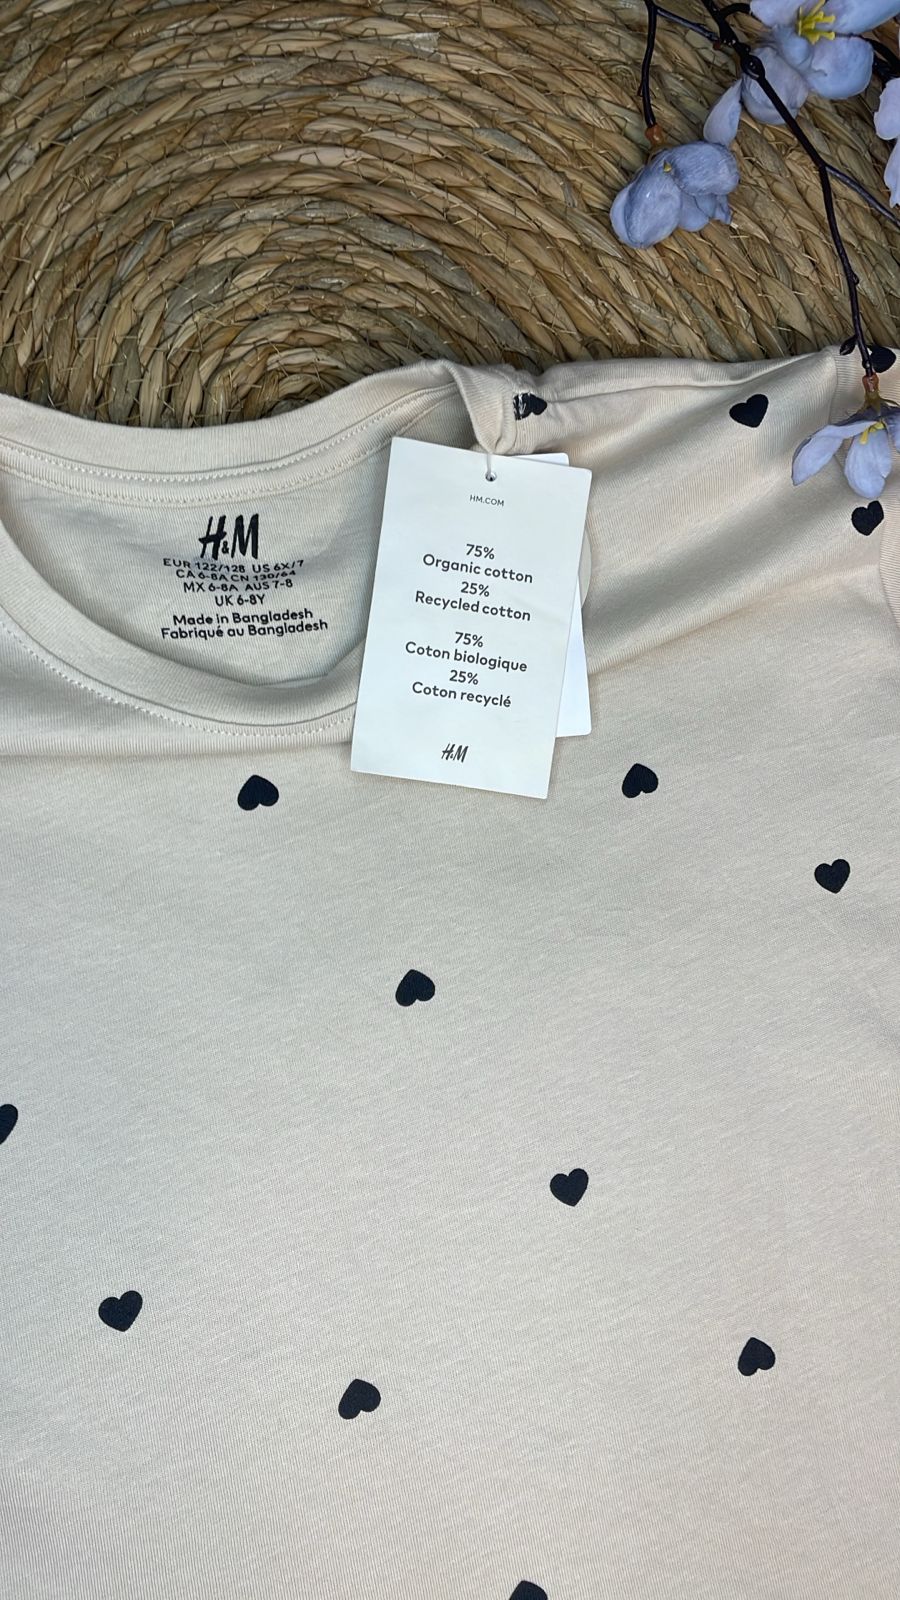 H&M
EUR 122/128 US 6X/7
CA 6-8A CN 130/64
MX 6-8A AUS 7-8
UK 6-8Y
Made in Bangladesh
Fabriqué au Bangladesh
HM.COM
75%
Organic cotton
25%
Recycled cotton
75%
Coton biologique
25%
Coton recyclé
H&M